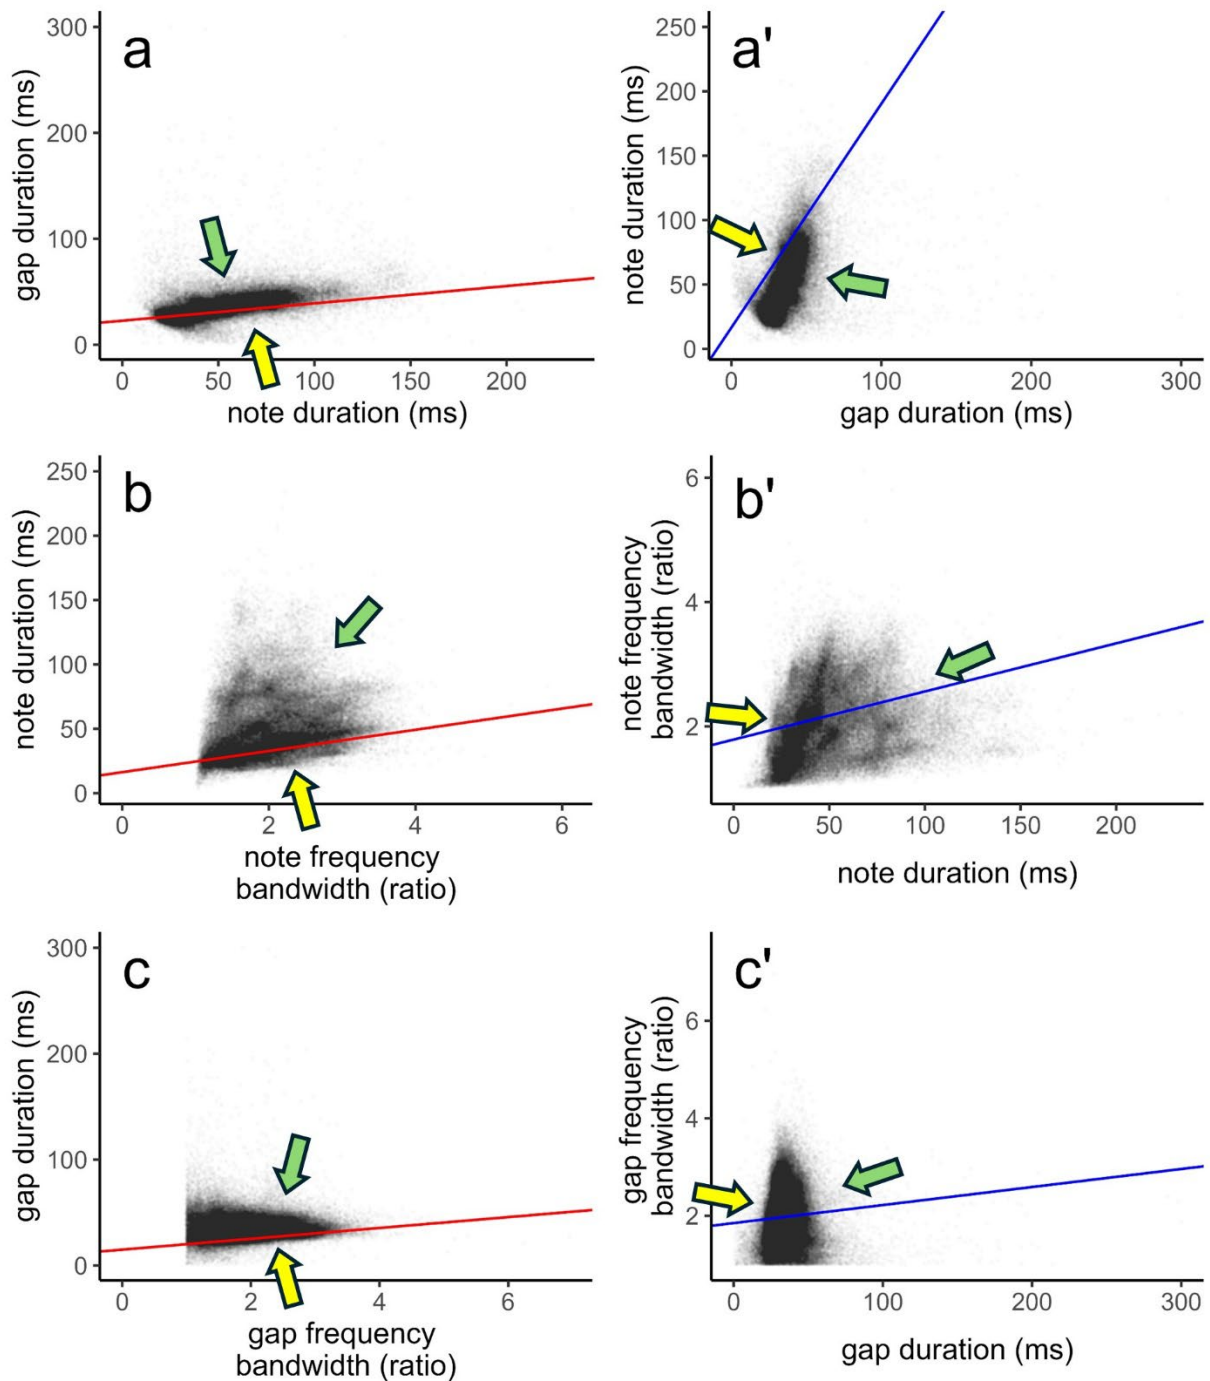 a
gap duration (ms)
300
200
100
0
0 50 100 150 200
note duration (ms)
a'
note duration (ms)
250
200
150
100
50
0
0 100 200 300
gap duration (ms)
b
note duration (ms)
250
200
150
100
50
0
0 2 4 6
note frequency
bandwidth (ratio)
b'
note frequency
bandwidth (ratio)
6
4
2
0 50 100 150 200
note duration (ms)
c
gap duration (ms)
300
200
100
0
0 2 4 6
gap frequency
bandwidth (ratio)
c'
gap frequency
bandwidth (ratio)
6
4
2
0 100 200 300
gap duration (ms)